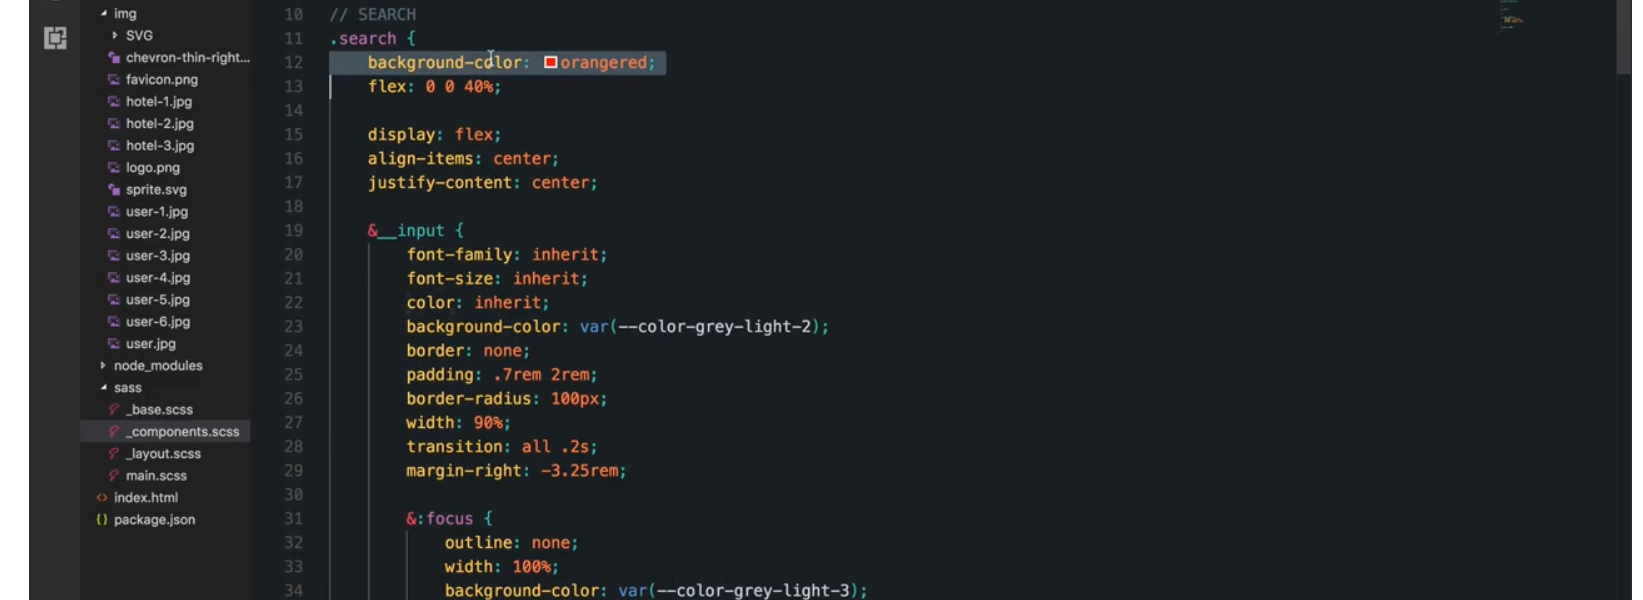 img
SVG
chevron-thin-right...
favicon.png
hotel-1.jpg
hotel-2.jpg
hotel-3.jpg
logo.png
sprite.svg
user-1.jpg
user-2.jpg
user-3.jpg
user-4.jpg
user-5.jpg
user-6.jpg
user.jpg
node_modules
sass
_base.scss
_components.scss
_layout.scss
main.scss
index.html
{} package.json
10 // SEARCH
11 .search {
12 background-color: orangered;
13 flex: 0 0 40%;
14
15 display: flex;
16 align-items: center;
17 justify-content: center;
18
19 &__input {
20 font-family: inherit;
21 font-size: inherit;
22 color: inherit;
23 background-color: var(--color-grey-light-2);
24 border: none;
25 padding: .7rem 2rem;
26 border-radius: 100px;
27 width: 90%;
28 transition: all .2s;
29 margin-right: -3.25rem;
30
31 &:focus {
32 outline: none;
33 width: 100%;
34 background-color: var(--color-grey-light-3);